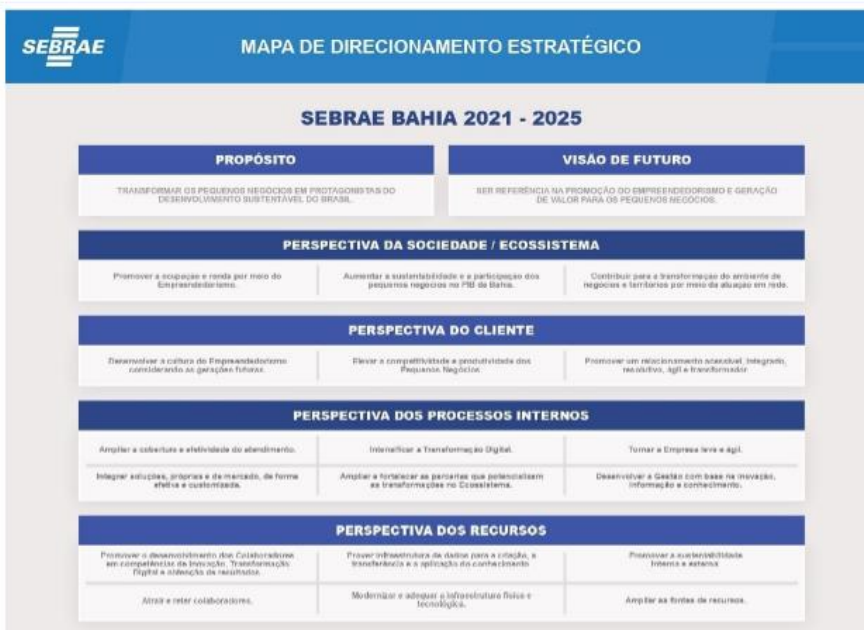 SEBRAE
MAPA DE DIRECIONAMENTO ESTRATÉGICO
SEBRAE BAHIA 2021 - 2025
PROPÓSITO
TRANSFORMAR OS PEQUENOS NEGÓCIOS EM PROTAGONISTAS DO
DESENVOLVIMENTO SUSTENTÁVEL DO BRASIL.
VISÃO DE FUTURO
SER REFERÊNCIA NA PROMOÇÃO DO EMPREENDEDORISMO E GERAÇÃO
DE VALOR PARA OS PEQUENOS NEGÓCIOS.
PERSPECTIVA DA SOCIEDADE / ECOSSISTEMA
Promover a ocupação e renda por meio do
Empreendedorismo.
Aumentar a sustentabilidade e a participação dos
pequenos negócios no PIB da Bahia.
Contribuir para a transformação do ambiente de
negócios e territórios por meio da atuação em rede.
PERSPECTIVA DO CLIENTE
Desenvolver a cultura do Empreendedorismo
considerando as gerações futuras.
Elevar a competitividade e produtividade dos
Pequenos Negócios
Promover um relacionamento acessível, integrado,
resolutivo, ágil e transformador
PERSPECTIVA DOS PROCESSOS INTERNOS
Ampliar a cobertura e efetividade do atendimento.
Intensificar a Transformação Digital.
Tornar a Empresa leve e ágil.
Integrar soluções, próprias e de mercado, de forma
efetiva e customizada.
Ampliar e fortalecer as parcerias que potencializam
as transformações no Ecossistema.
Desenvolver a Gestão com base na inovação,
informação e conhecimento.
PERSPECTIVA DOS RECURSOS
Promover o desenvolvimento dos Colaboradores
em competências de Inovação, Transformação
Digital e obtenção de resultados.
Prover infraestrutura de dados para a criação, a
transferência e a aplicação do conhecimento
Promover a sustentabilidade
interna e externa
Atrair e reter colaboradores.
Modernizar e adequar a infraestrutura física e
tecnológica.
Ampliar as fontes de recursos.